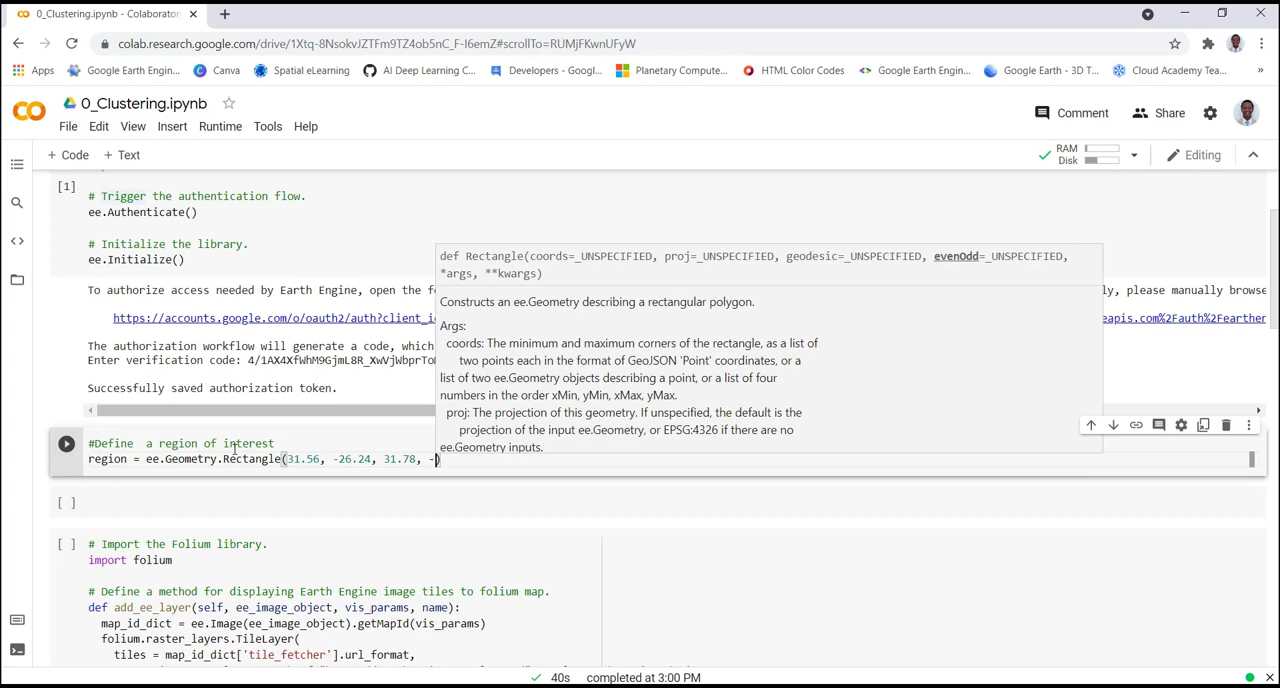 0_Clustering.ipynb - Colaborator
colab.research.google.com/drive/1Xtq-8NsokvJZTFm9TZ4ob5nC_F-I6emZ#scrollTo=RUMjFKwnUFyW
Apps Google Earth Engin... Canva Spatial eLearning AI Deep Learning C... Developers - Googl... Planetary Compute... HTML Color Codes Google Earth Engin... Google Earth - 3D T... Cloud Academy Tea...
0_Clustering.ipynb
Comment Share
File Edit View Insert Runtime Tools Help
+ Code + Text
RAM
Disk
Editing
[1]
# Trigger the authentication flow.
ee.Authenticate()
# Initialize the library.
ee.Initialize()
To authorize access needed by Earth Engine, open the fo
ly, please manually browse
https://accounts.google.com/o/oauth2/auth?client_i
eapis.com%2Fauth%2Fearthen
The authorization workflow will generate a code, which
Enter verification code: 4/1AX4XfWhM9GjmL8R_XwVjWbprTo
Successfully saved authorization token.
def Rectangle(coords=_UNSPECIFIED, proj=_UNSPECIFIED, geodesic=_UNSPECIFIED, evenOdd=_UNSPECIFIED,
*args, **kwargs)
Constructs an ee.Geometry describing a rectangular polygon.
Args:
coords: The minimum and maximum corners of the rectangle, as a list of
two points each in the format of GeoJSON 'Point' coordinates, or a
list of two ee.Geometry objects describing a point, or a list of four
numbers in the order xMin, yMin, xMax, yMax.
proj: The projection of this geometry. If unspecified, the default is the
projection of the input ee.Geometry, or EPSG:4326 if there are no
ee.Geometry inputs.
#Define a region of interest
region = ee.Geometry.Rectangle(31.56, -26.24, 31.78, -)
[ ]
[ ]
# Import the Folium library.
import folium
# Define a method for displaying Earth Engine image tiles to folium map.
def add_ee_layer(self, ee_image_object, vis_params, name):
map_id_dict = ee.Image(ee_image_object).getMapId(vis_params)
folium.raster_layers.TileLayer(
tiles = map_id_dict['tile_fetcher'].url_format,
40s completed at 3:00 PM